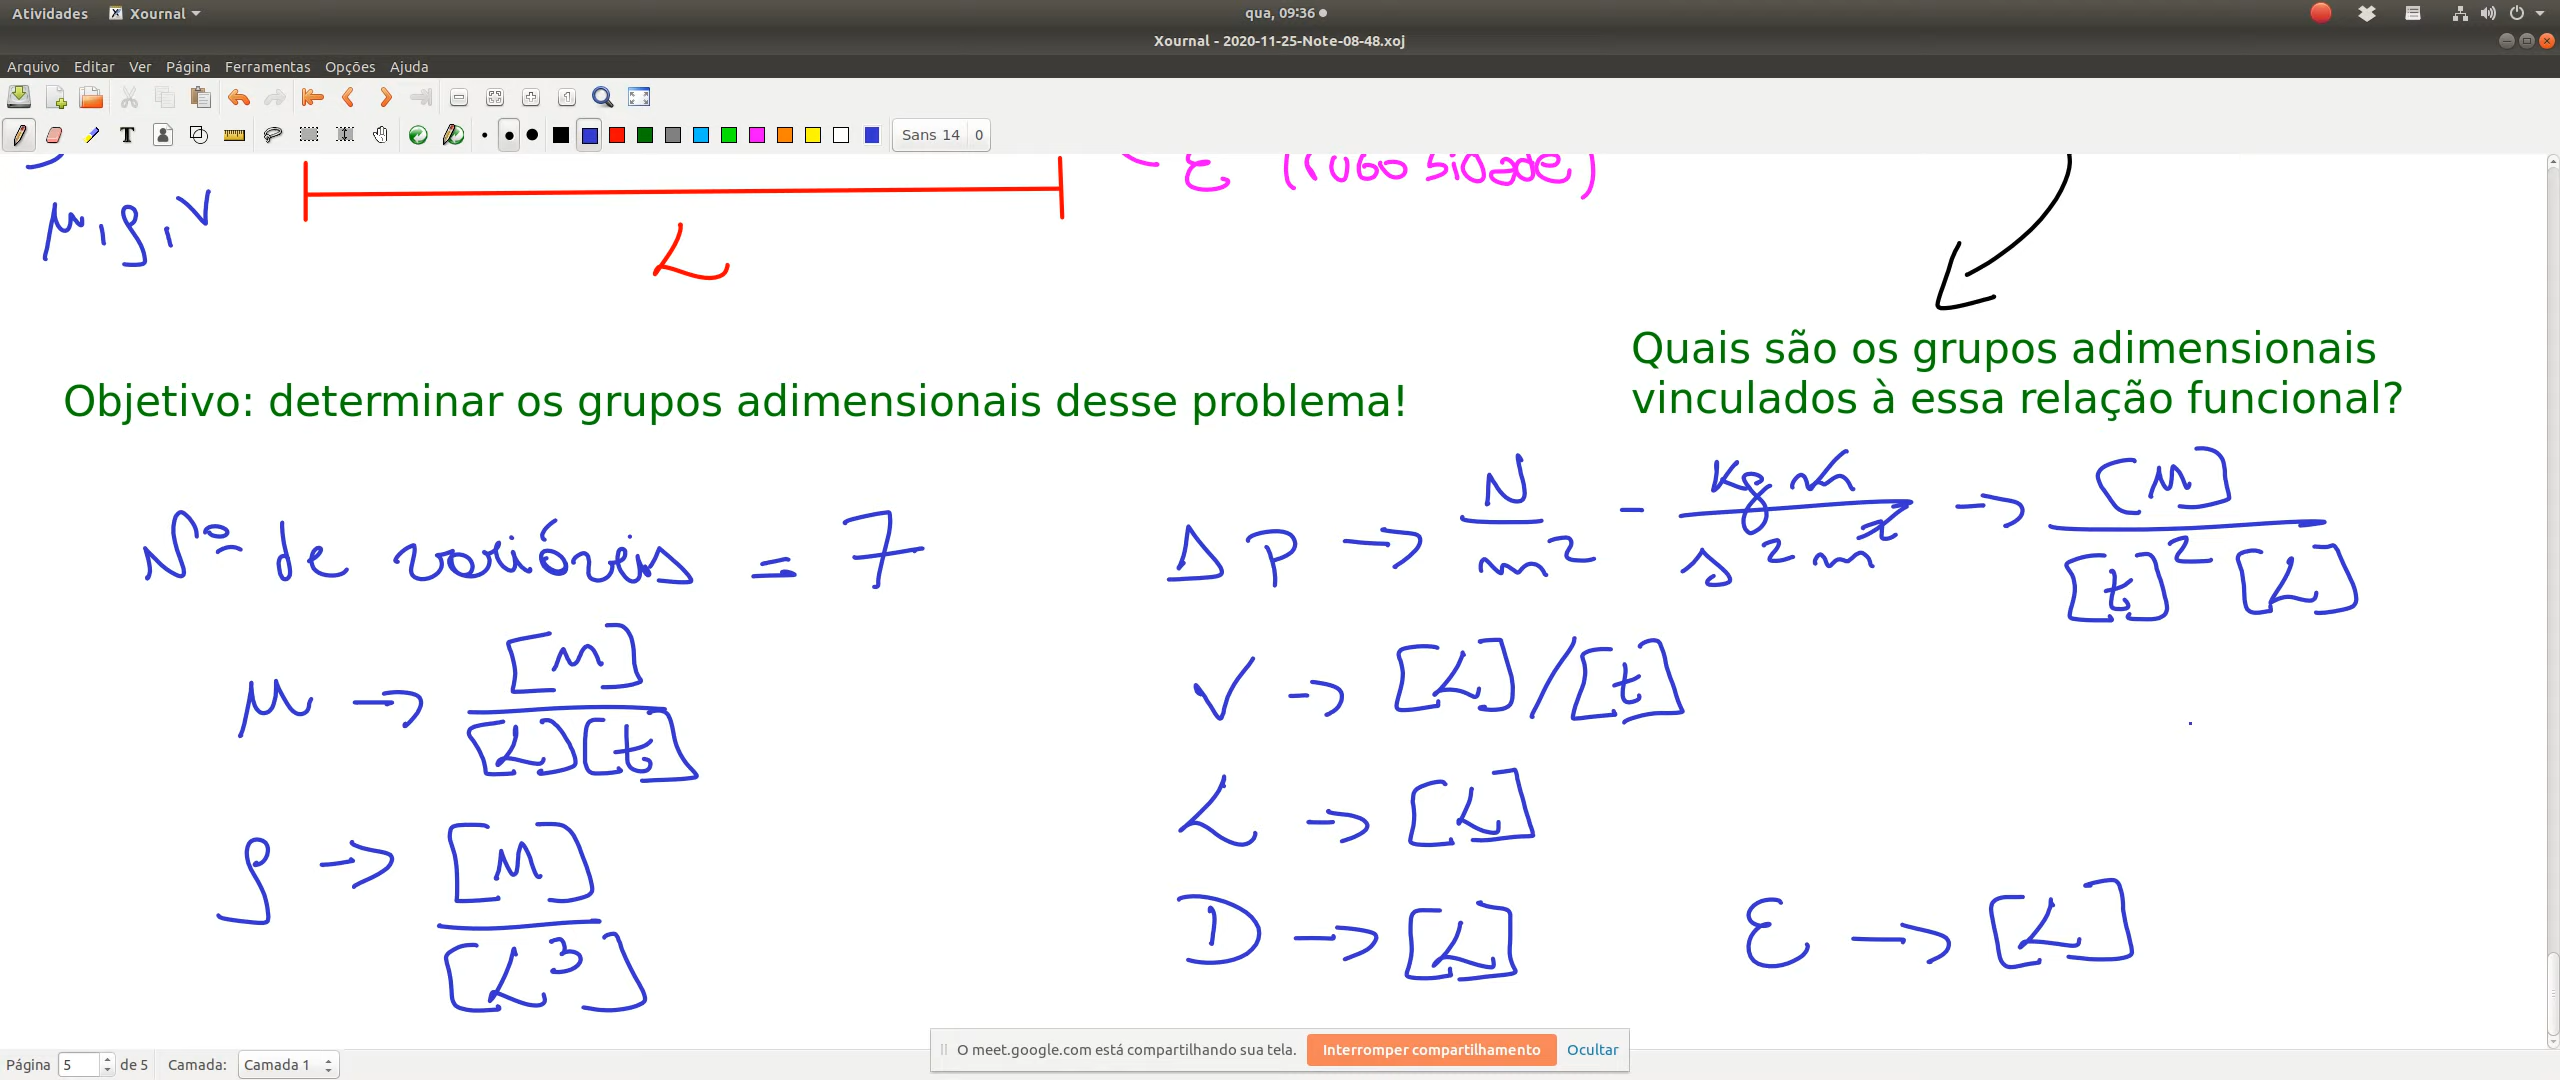 Atividades Xournal qua, 09:36
Xournal - 2020-11-25-Note-08-48.xoj
Arquivo Editar Ver Página Ferramentas Opções Ajuda
T Sans 14 0
ε (rugosidade)
μ, ρ, V
L
Quais são os grupos adimensionais
vinculados à essa relação funcional?
Objetivo: determinar os grupos adimensionais desse problema!
Nº de variáveis = 7
ΔP → N/m² - kg m/s² m² → [M]/[t]² [L]
μ → [M]/[L][t]
V → [L]/[t]
L → [L]
ρ → [M]/[L³]
D → [L]
ε → [L]
O meet.google.com está compartilhando sua tela. Interromper compartilhamento Ocultar
Página 5 de 5 Camada: Camada 1